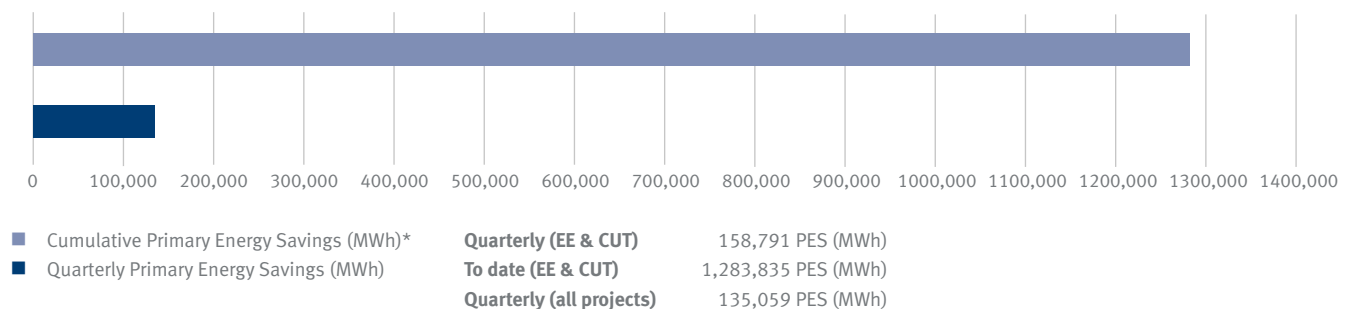 0 100,000 200,000 300,000 400,000 500,000 600,000 700,000 800,000 900,000 1000,000 1100,000 1200,000 1300,000 1400,000
Cumulative Primary Energy Savings (MWh)* Quarterly (EE & CUT) 158,791 PES (MWh)
Quarterly Primary Energy Savings (MWh) To date (EE & CUT) 1,283,835 PES (MWh)
Quarterly (all projects) 135,059 PES (MWh)